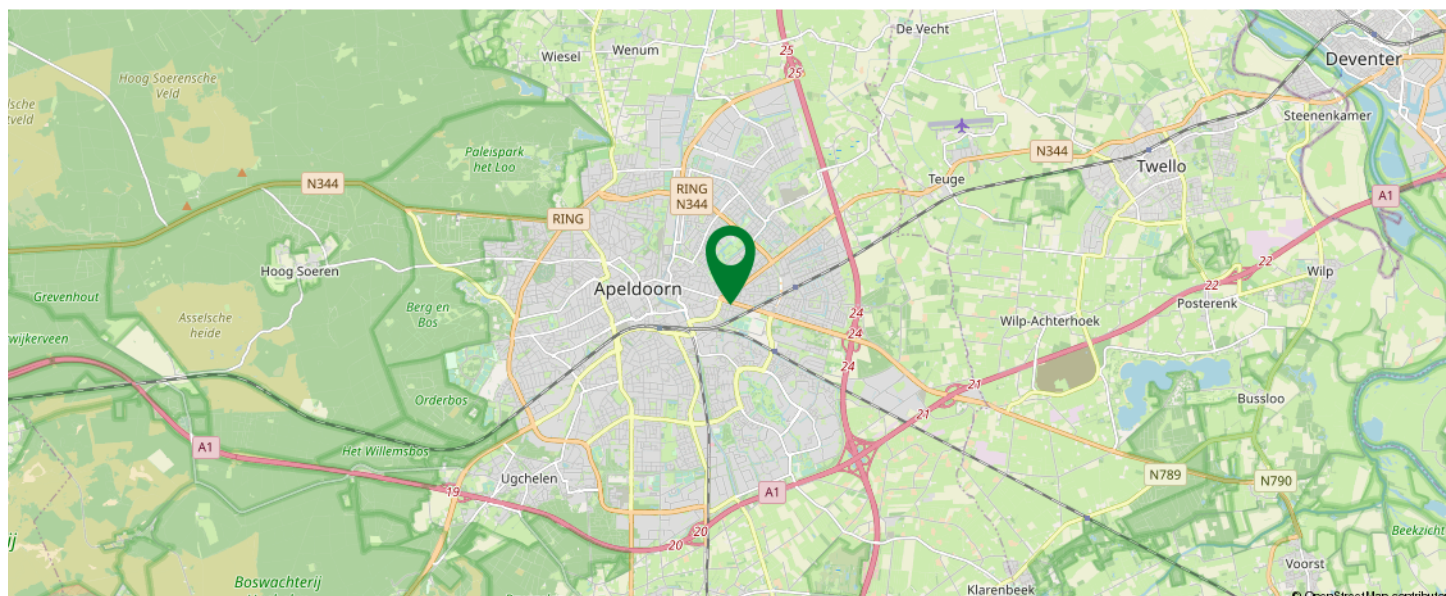 De Vecht
Wiesel
Wenum
25
25
Deventer
Hoog Soerensche
Veld
Steenenkamer
Paleispark
het Loo
N344
Twello
Teuge
N344
RING
N344
A1
RING
Hoog Soeren
22
22
Wilp
Grevenhout
Apeldoorn
Posterenk
Asselsche
heide
Berg en
Bos
24
24
24
Wilp-Achterhoek
21
21
Bussloo
Orderbos
A1
Het Willemsbos
Ugchelen
19
A1
N789
N790
20
20
Beekzicht
Voorst
Boswachterij
Klarenbeek
© OpenStreetMap contributor